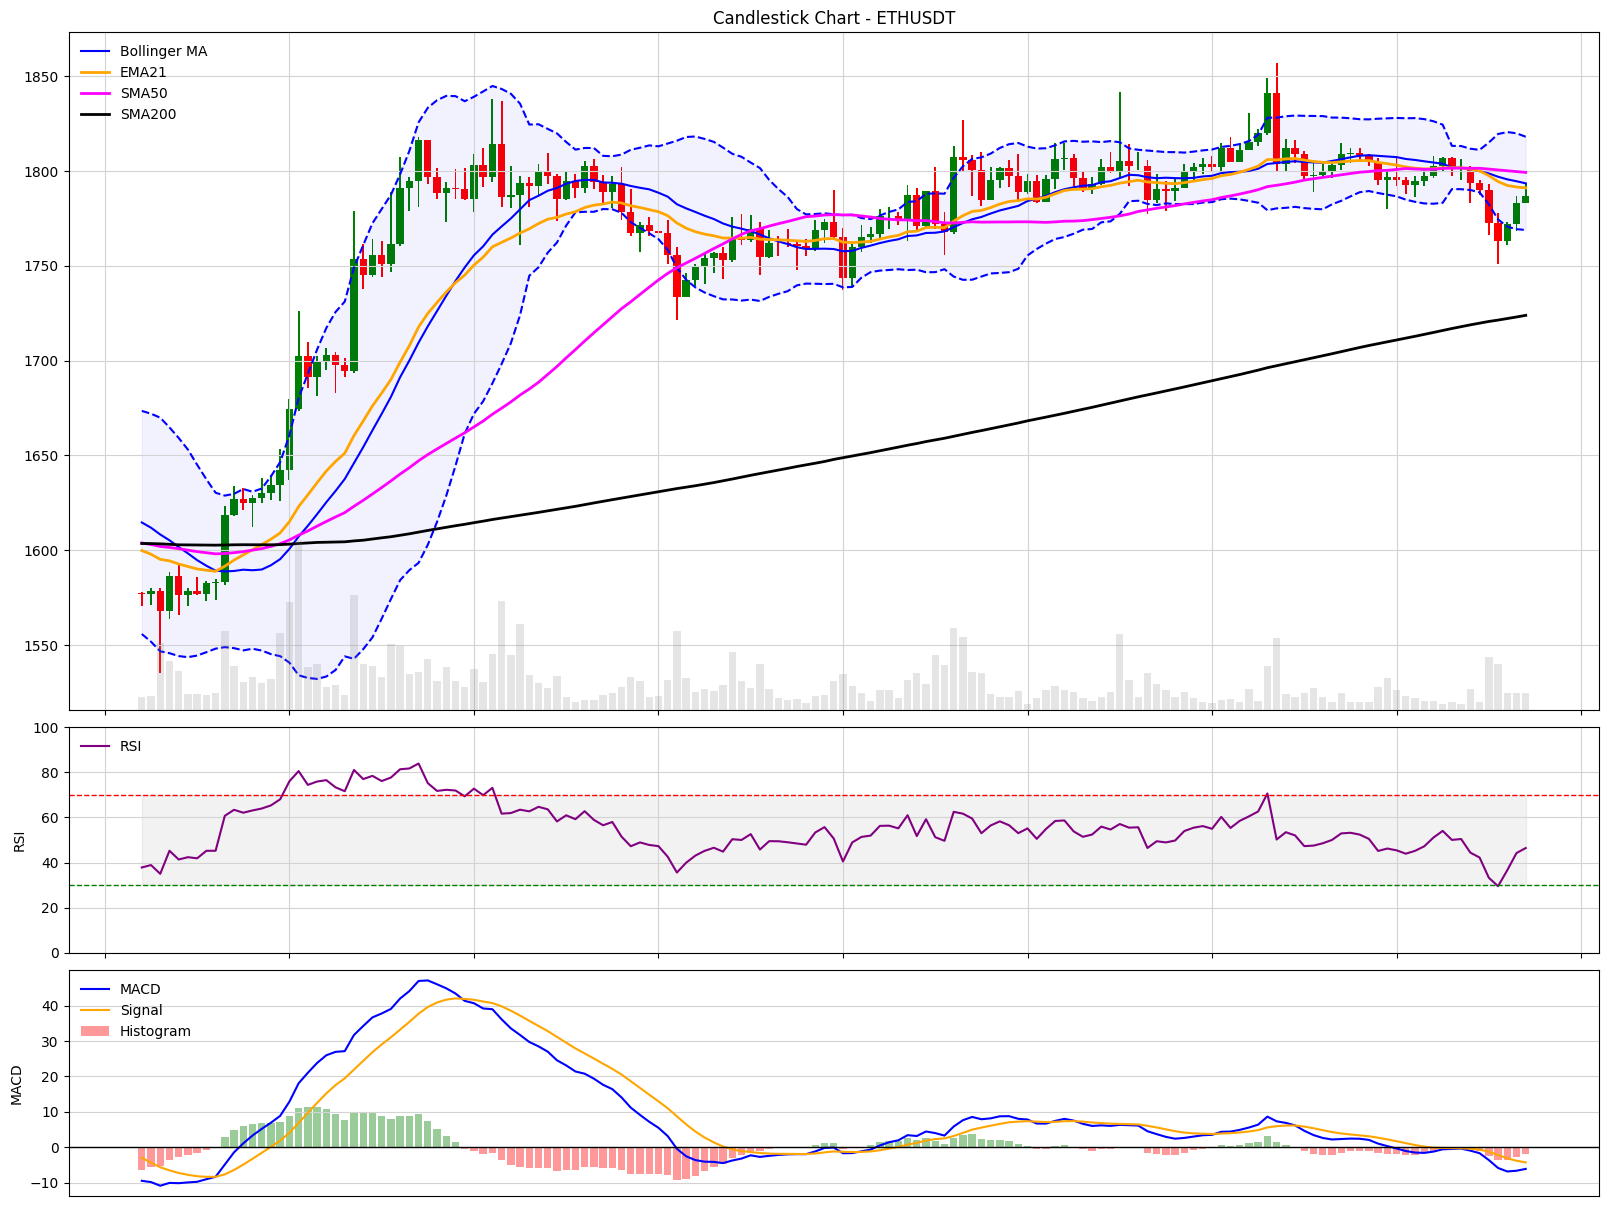 Candlestick Chart - ETHUSDT
Bollinger MA
EMA21
SMA50
SMA200
1850
1800
1750
1700
1650
1600
1550
RSI
100
80
60
40
20
0
RSI
MACD
Signal
Histogram
40
30
20
10
0
−10
MACD